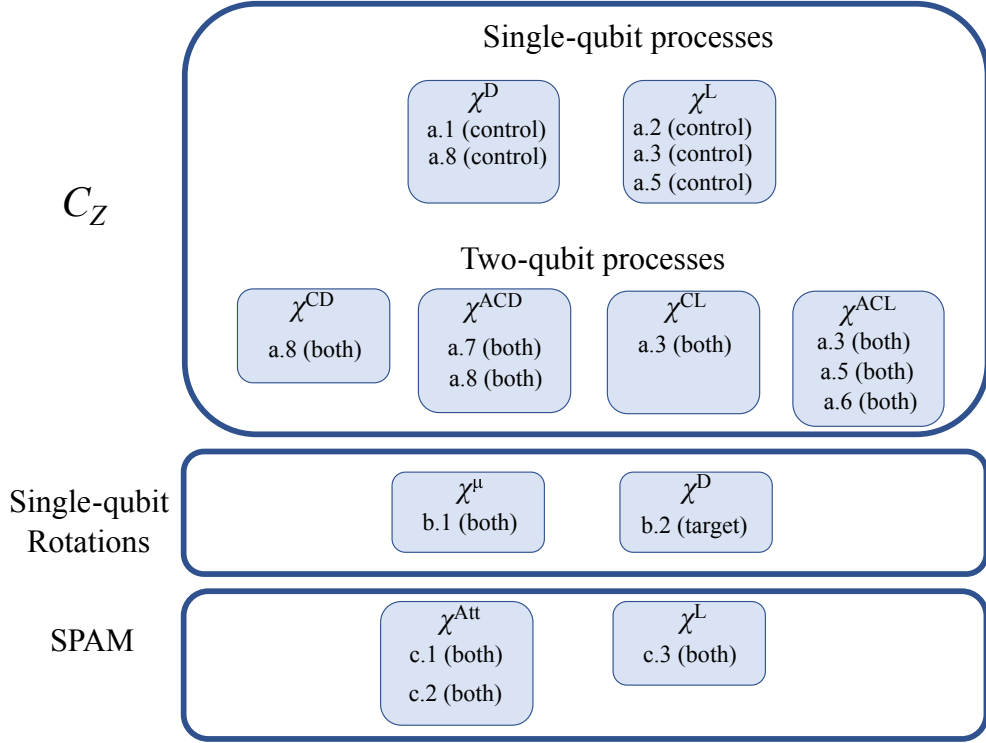 Single-qubit processes
χ^D
a.1 (control)
a.8 (control)
χ^L
a.2 (control)
a.3 (control)
a.5 (control)
C_Z
Two-qubit processes
χ^CD
a.8 (both)
χ^ACD
a.7 (both)
a.8 (both)
χ^CL
a.3 (both)
χ^ACL
a.3 (both)
a.5 (both)
a.6 (both)
Single-qubit
Rotations
χ^μ
b.1 (both)
χ^D
b.2 (target)
SPAM
χ^Att
c.1 (both)
c.2 (both)
χ^L
c.3 (both)